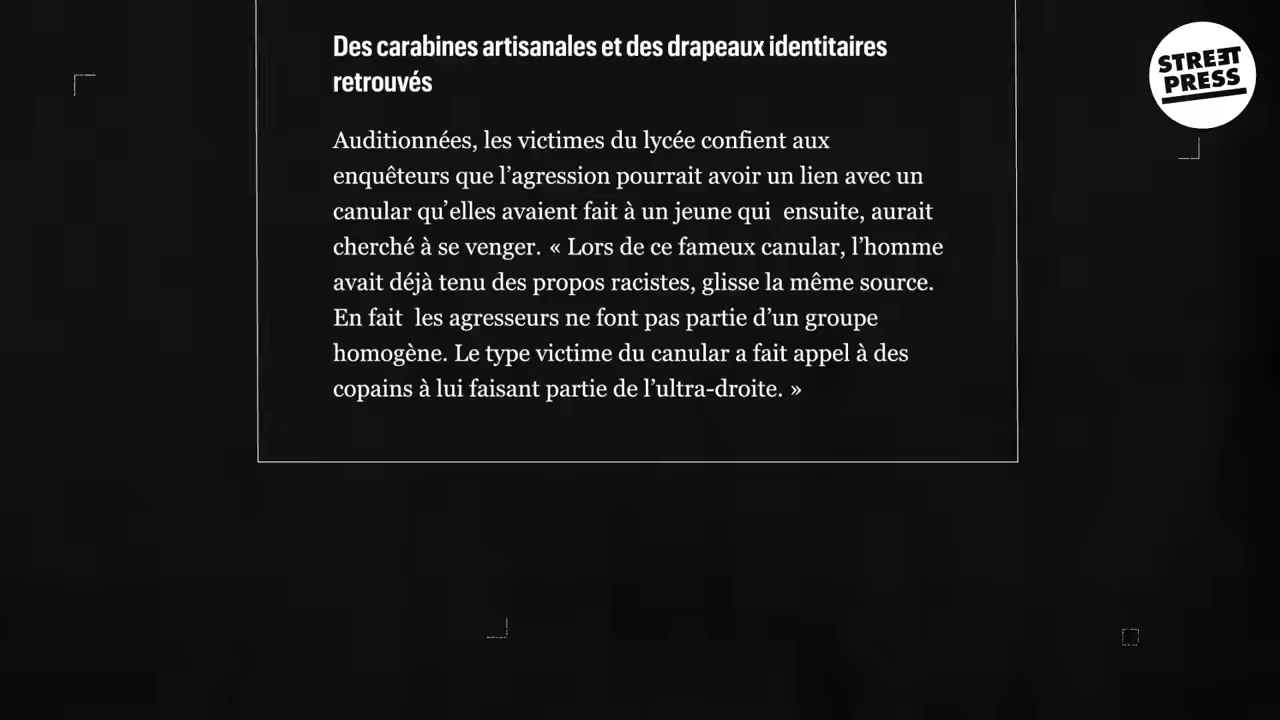 Des carabines artisanales et des drapeaux identitaires
retrouvés
Auditionnées, les victimes du lycée confient aux
enquêteurs que l’agression pourrait avoir un lien avec un
canular qu’elles avaient fait à un jeune qui  ensuite, aurait
cherché à se venger. « Lors de ce fameux canular, l’homme
avait déjà tenu des propos racistes, glisse la même source.
En fait  les agresseurs ne font pas partie d’un groupe
homogène. Le type victime du canular a fait appel à des
copains à lui faisant partie de l’ultra-droite. »
STREET
PRESS